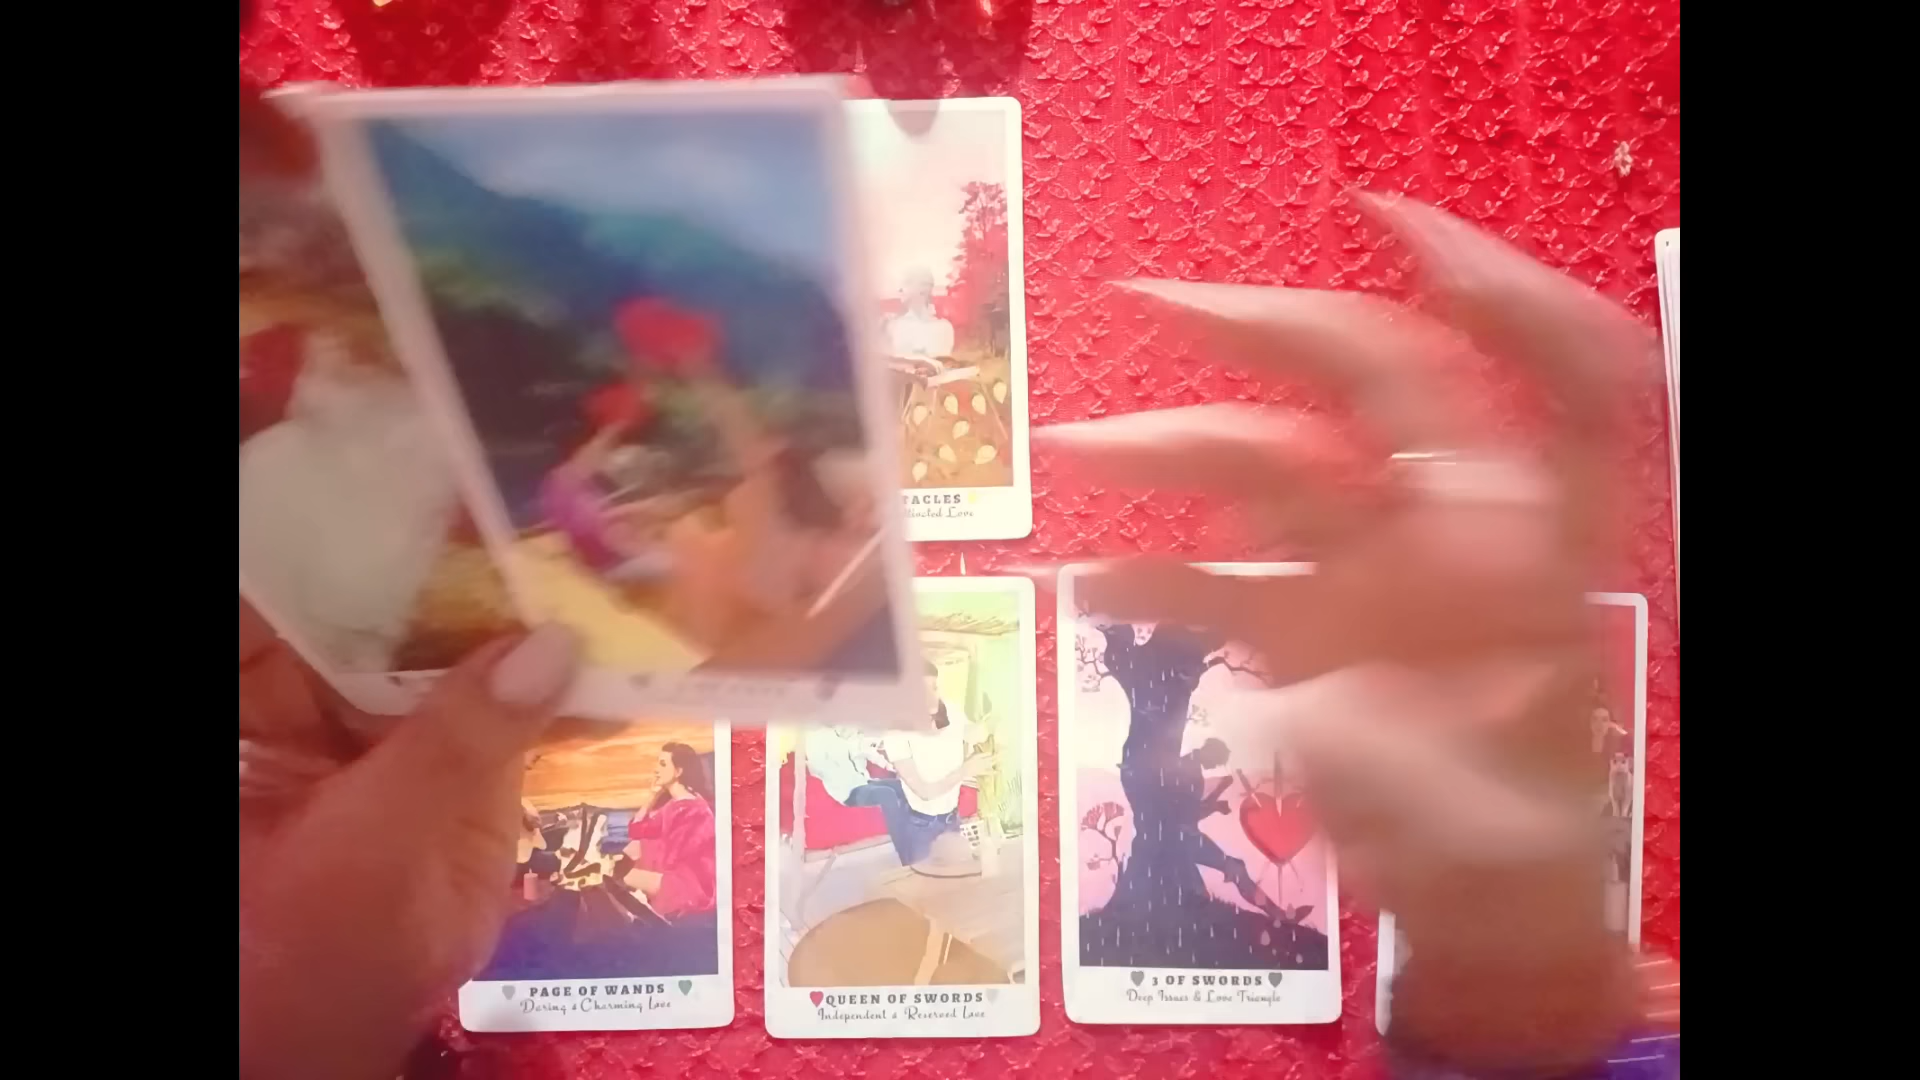 TACLES
PAGE OF WANDS
Daring & Charming Love
QUEEN OF SWORDS
Independent & Reserved Love
3 OF SWORDS
Deep Issues & Love Triangle